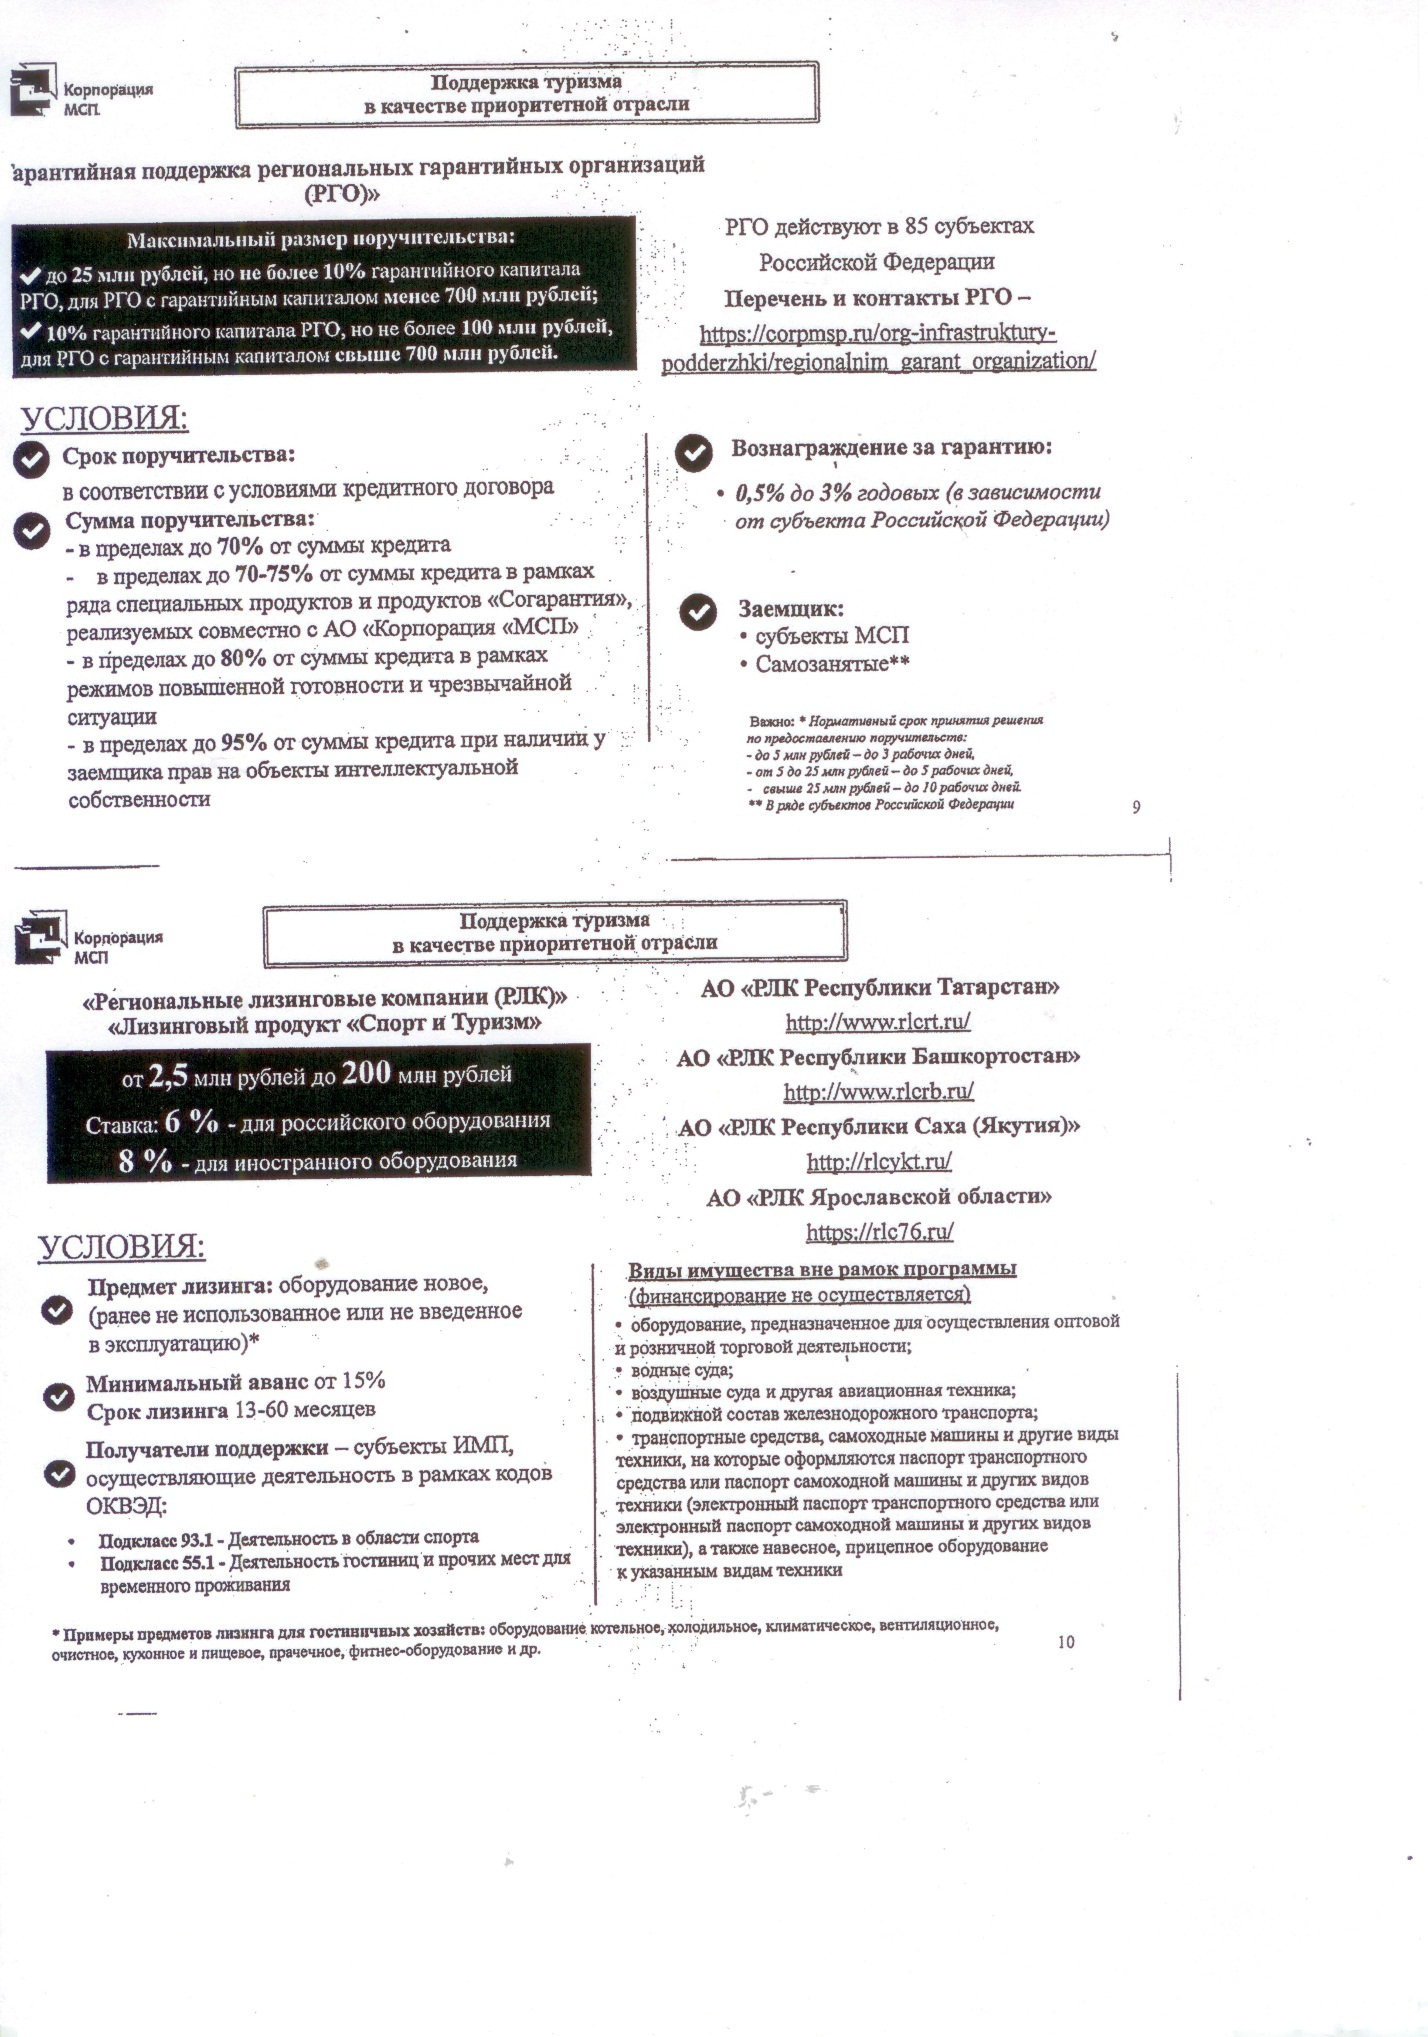 Корпорация
МСП
Поддержка туризма
в качестве приоритетной отрасли
арантийная поддержка региональных гарантийных организаций
(РГО)»
Максимальный размер поручительства:
✔ до 25 млн рублей, но не более 10% гарантийного капитала
РГО, для РГО с гарантийным капиталом менее 700 млн рублей;
✔ 10% гарантийного капитала РГО, но не более 100 млн рублей,
для РГО с гарантийным капиталом свыше 700 млн рублей.
РГО действуют в 85 субъектах
Российской Федерации
Перечень и контакты РГО –
https://corpmsp.ru/org-infrastruktury-
podderzhki/regionalnim_garant_organization/
УСЛОВИЯ:
Срок поручительства:
в соответствии с условиями кредитного договора
Сумма поручительства:
- в пределах до 70% от суммы кредита
- в пределах до 70-75% от суммы кредита в рамках
ряда специальных продуктов и продуктов «Согарантия»,
реализуемых совместно с АО «Корпорация «МСП»
- в пределах до 80% от суммы кредита в рамках
режимов повышенной готовности и чрезвычайной
ситуации
- в пределах до 95% от суммы кредита при наличии у
заемщика прав на объекты интеллектуальной
собственности
Вознаграждение за гарантию:
• 0,5% до 3% годовых (в зависимости
от субъекта Российской Федерации)
Заемщик:
• субъекты МСП
• Самозанятые**
Важно: * Нормативный срок принятия решения
по предоставлению поручительств:
- до 5 млн рублей – до 3 рабочих дней,
- от 5 до 25 млн рублей – до 5 рабочих дней,
- свыше 25 млн рублей – до 10 рабочих дней.
** В ряде субъектов Российской Федерации
9
Корпорация
МСП
Поддержка туризма
в качестве приоритетной отрасли
«Региональные лизинговые компании (РЛК)»
«Лизинговый продукт «Спорт и Туризм»
от 2,5 млн рублей до 200 млн рублей
Ставка: 6 % - для российского оборудования
8 % - для иностранного оборудования
АО «РЛК Республики Татарстан»
http://www.rlcrt.ru/
АО «РЛК Республики Башкортостан»
http://www.rlcrb.ru/
АО «РЛК Республики Саха (Якутия)»
http://rlcykt.ru/
АО «РЛК Ярославской области»
https://rlc76.ru/
УСЛОВИЯ:
Предмет лизинга: оборудование новое,
(ранее не использованное или не введенное
в эксплуатацию)*
Минимальный аванс от 15%
Срок лизинга 13-60 месяцев
Получатели поддержки – субъекты ИМП,
осуществляющие деятельность в рамках кодов
ОКВЭД:
• Подкласс 93.1 - Деятельность в области спорта
• Подкласс 55.1 - Деятельность гостиниц и прочих мест для
временного проживания
Виды имущества вне рамок программы
(финансирование не осуществляется)
• оборудование, предназначенное для осуществления оптовой
и розничной торговой деятельности;
• водные суда;
• воздушные суда и другая авиационная техника;
• подвижной состав железнодорожного транспорта;
• транспортные средства, самоходные машины и другие виды
техники, на которые оформляются паспорт транспортного
средства или паспорт самоходной машины и других видов
техники (электронный паспорт транспортного средства или
электронный паспорт самоходной машины и других видов
техники), а также навесное, прицепное оборудование
к указанным видам техники
* Примеры предметов лизинга для гостиничных хозяйств: оборудование котельное, холодильное, климатическое, вентиляционное,
очистное, кухонное и пищевое, прачечное, фитнес-оборудование и др.
10